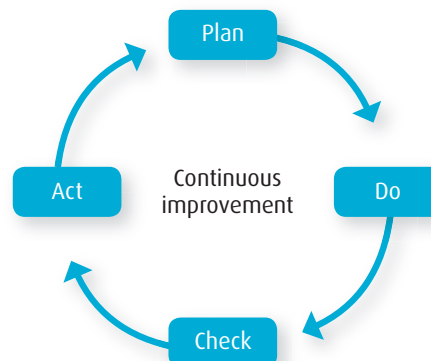 Plan
Act
Continuous
improvement
Do
Check